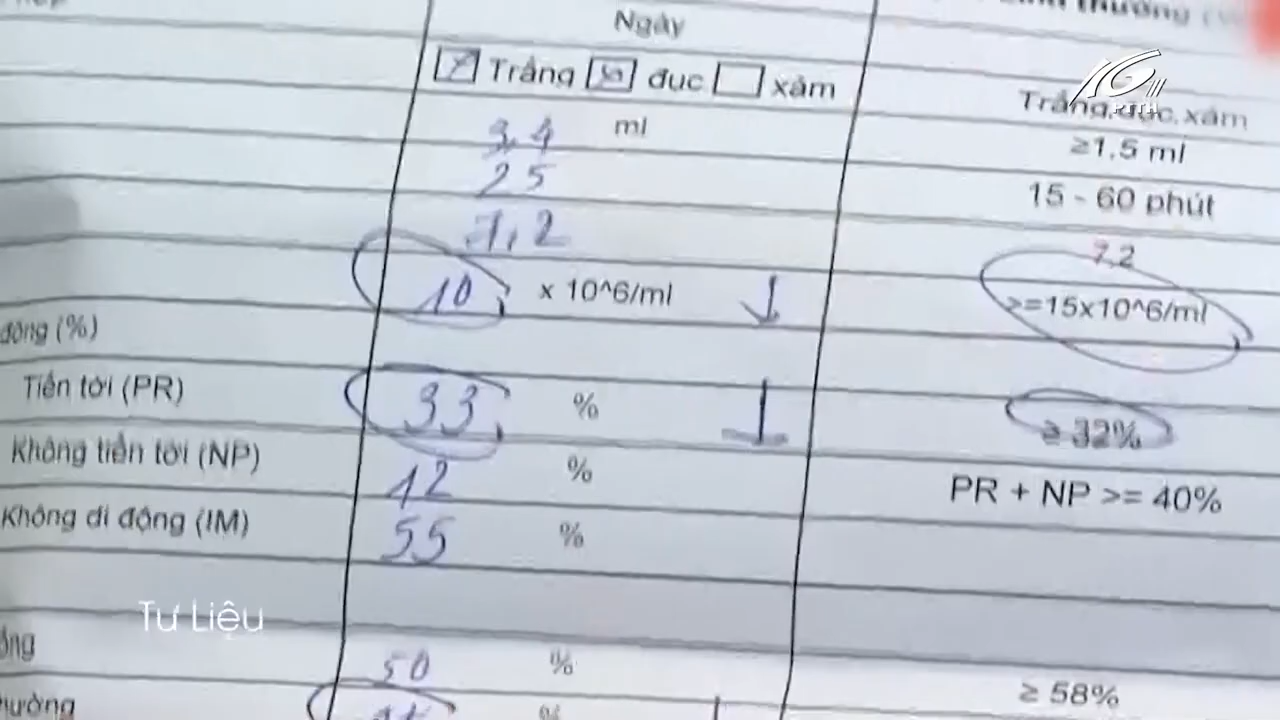 Ngày
Trắng đục xám
Trắng, đục, xám
PTTH
3,4 ml ≥1,5 ml
25 15 - 60 phút
7,2 7,2
10 x 10^6/ml ↓ >=15x10^6/ml
động (%)
Tiến tới (PR) 33 % ≥ 32%
Không tiến tới (NP) 12 % PR + NP >= 40%
Không di động (IM) 55 %
Tư Liệu
50 % ≥ 58%
%